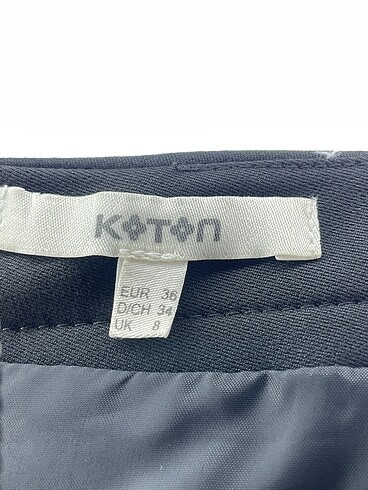 KOTON
EUR 36
D/CH 34
UK 8